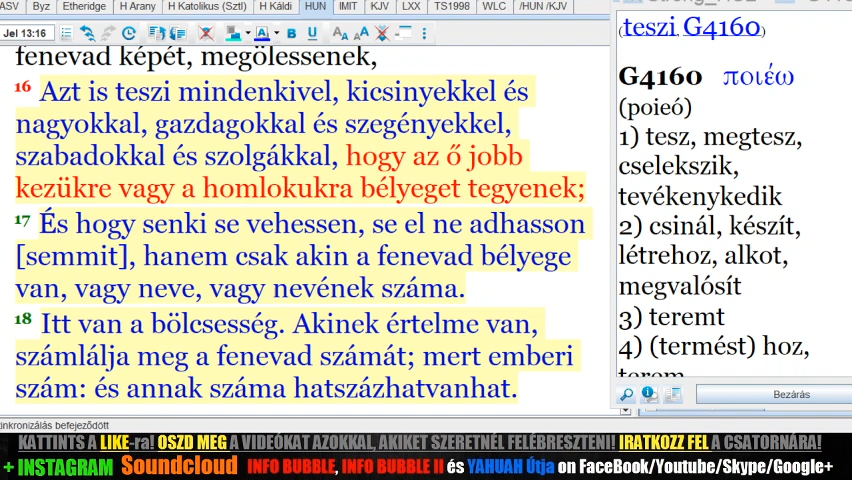 ASV Byz Etheridge H Arany H Katolikus (Sztl) H Káldi HUN IMIT KJV LXX TS1998 WLC /HUN /KJV
Jel 13:16
fenevad képét, megölessenek,
16 Azt is teszi mindenkivel, kicsinyekkel és
nagyokkal, gazdagokkal és szegényekkel,
szabadokkal és szolgákkal, hogy az ő jobb
kezükre vagy a homlokukra bélyeget tegyenek;
17 És hogy senki se vehessen, se el ne adhasson
[semmit], hanem csak akin a fenevad bélyege
van, vagy neve, vagy nevének száma.
18 Itt van a bölcsesség. Akinek értelme van,
számlálja meg a fenevad számát; mert emberi
szám: és annak száma hatszázhatvanhat.
(teszi G4160)
G4160 ποιέω
(poieó)
1) tesz, megtesz,
cselekszik,
tevékenykedik
2) csinál, készít,
létrehoz, alkot,
megvalósít
3) teremt
4) (termést) hoz,
terem
Bezárás
inkronizálás befejeződött
KATTINTS A LIKE-ra! OSZD MEG A VIDEÓKAT AZOKKAL, AKIKET SZERETNÉL FELÉBRESZTENI! IRATKOZZ FEL A CSATORNÁRA!
+ INSTAGRAM Soundcloud INFO BUBBLE, INFO BUBBLE II és YAHUAH Útja on FaceBook/Youtube/Skype/Google+